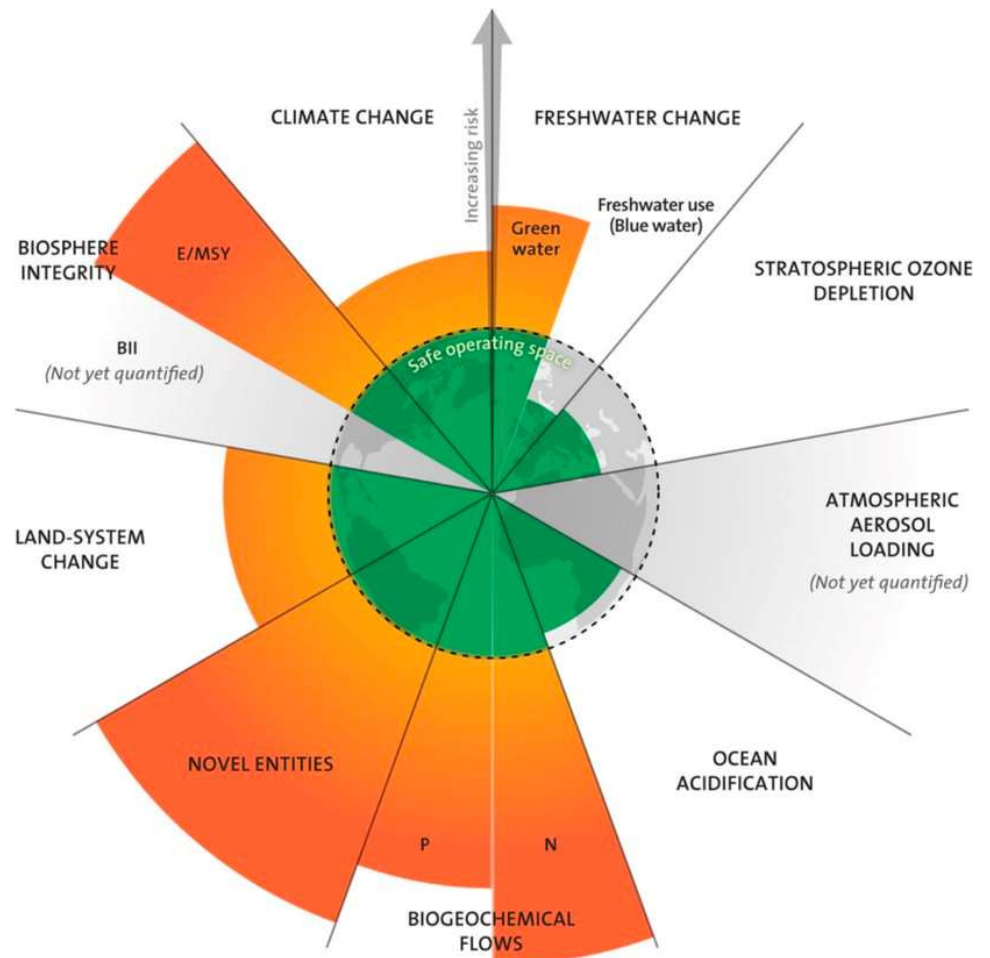 CLIMATE CHANGE
Increasing risk
FRESHWATER CHANGE
Green
water
Freshwater use
(Blue water)
STRATOSPHERIC OZONE
DEPLETION
BIOSPHERE
INTEGRITY
E/MSY
BII
(Not yet quantified)
Safe operating space
LAND-SYSTEM
CHANGE
ATMOSPHERIC
AEROSOL
LOADING
(Not yet quantified)
NOVEL ENTITIES
OCEAN
ACIDIFICATION
P
N
BIOGEOCHEMICAL
FLOWS